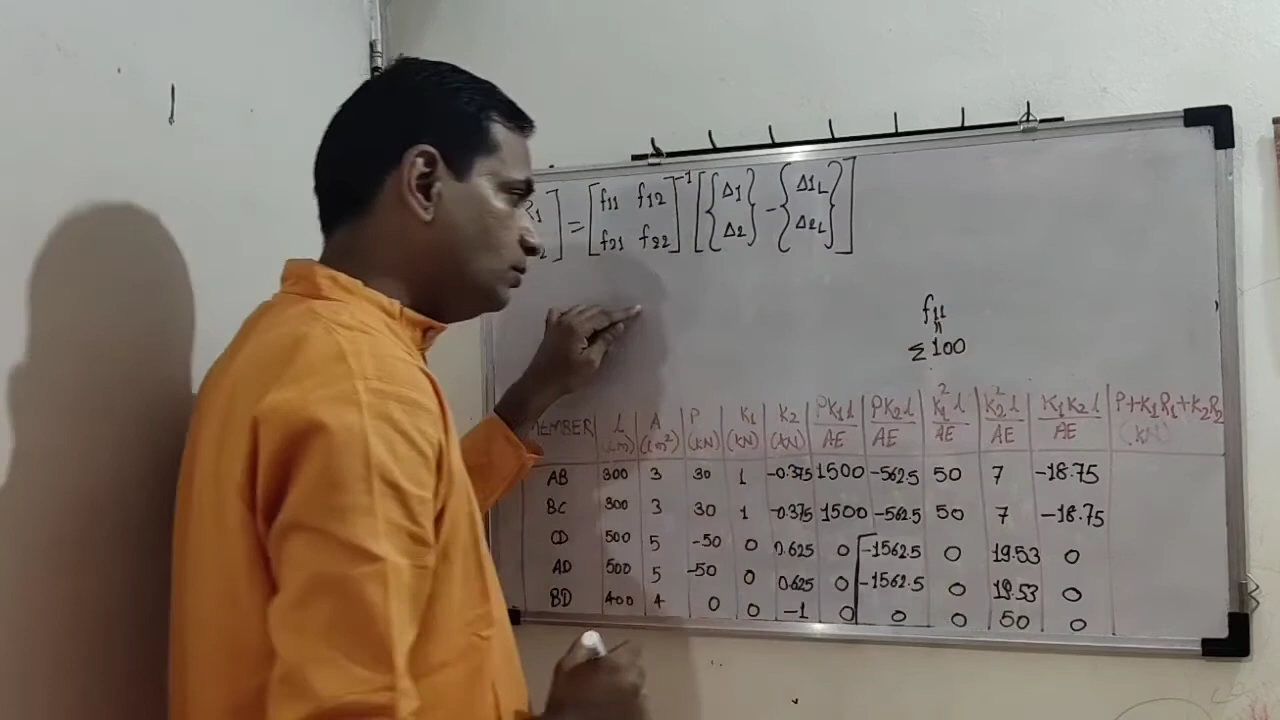 R1 ] = [ f11 f12 ]⁻¹ [ { Δ1 } - { Δ1L } ]
2 f21 f22 Δ2 Δ2L
f11
"
Σ100
MEMBER L (cm) A (cm²) P (kN) K1 (kN) K2 (kN) PK1l/AE PK2l/AE K1²l/AE K2²l/AE K1K2l/AE P+K1R1+K2R2 (kN)
AB 300 3 30 1 -0.375 1500 -562.5 50 7 -18.75
BC 300 3 30 1 -0.375 1500 -562.5 50 7 -18.75
CD 500 5 -50 0 0.625 0 -1562.5 0 19.53 0
AD 500 5 -50 0 0.625 0 -1562.5 0 19.53 0
BD 400 4 0 0 -1 0 0 0 50 0